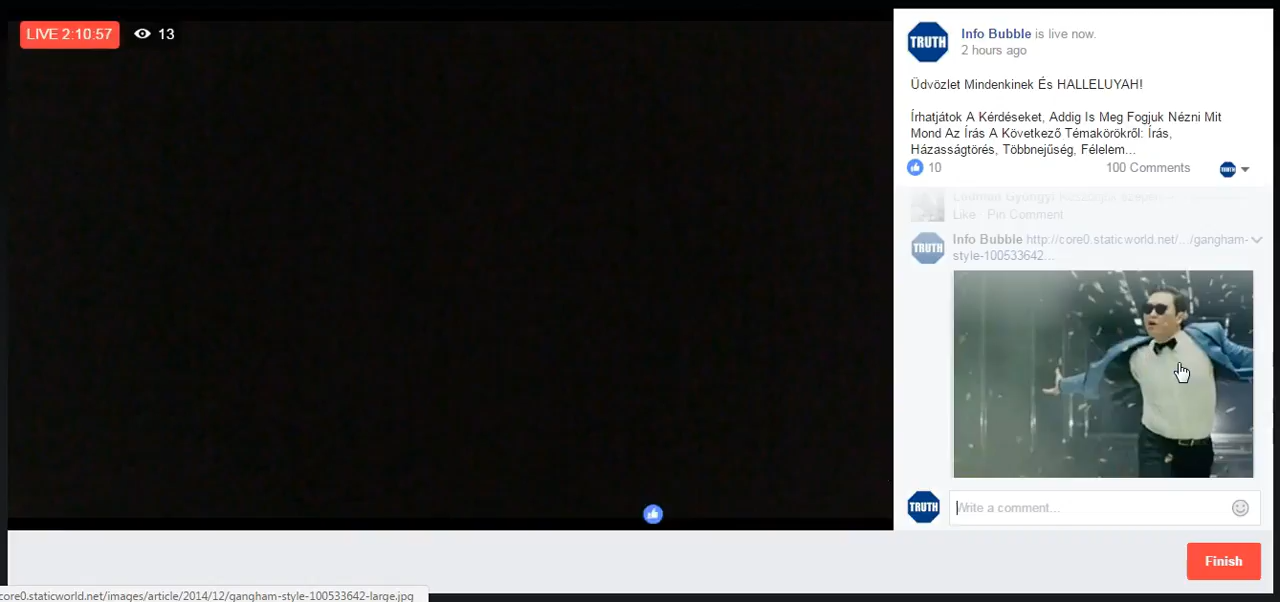 LIVE 2:10:57 13
TRUTH
Info Bubble is live now.
2 hours ago
Üdvözlet Mindenkinek És HALLELUYAH!
Írhatjátok A Kérdéseket, Addig Is Meg Fogjuk Nézni Mit
Mond Az Írás A Következő Témakörökről: Írás,
Házasságtörés, Többnejűség, Félelem...
10 100 Comments TRUTH
Like Pin Comment
TRUTH
Info Bubble http://core0.staticworld.net/.../gangham-
style-100533642...
TRUTH
Write a comment...
Finish
core0.staticworld.net/images/article/2014/12/gangham-style-100533642-large.jpg